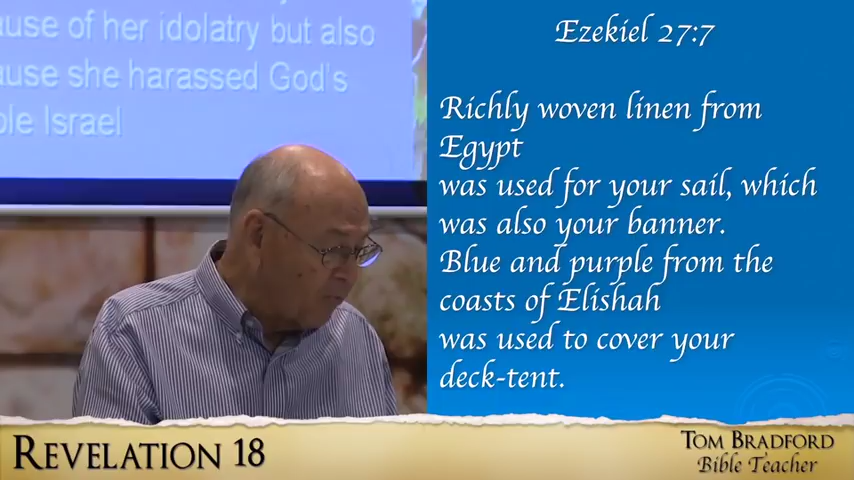 ause of her idolatry but also
ause she harassed God's
ple Israel
Ezekiel 27:7
Richly woven linen from
Egypt
was used for your sail, which
was also your banner.
Blue and purple from the
coasts of Elishah
was used to cover your
deck-tent.
REVELATION 18
TOM BRADFORD
Bible Teacher